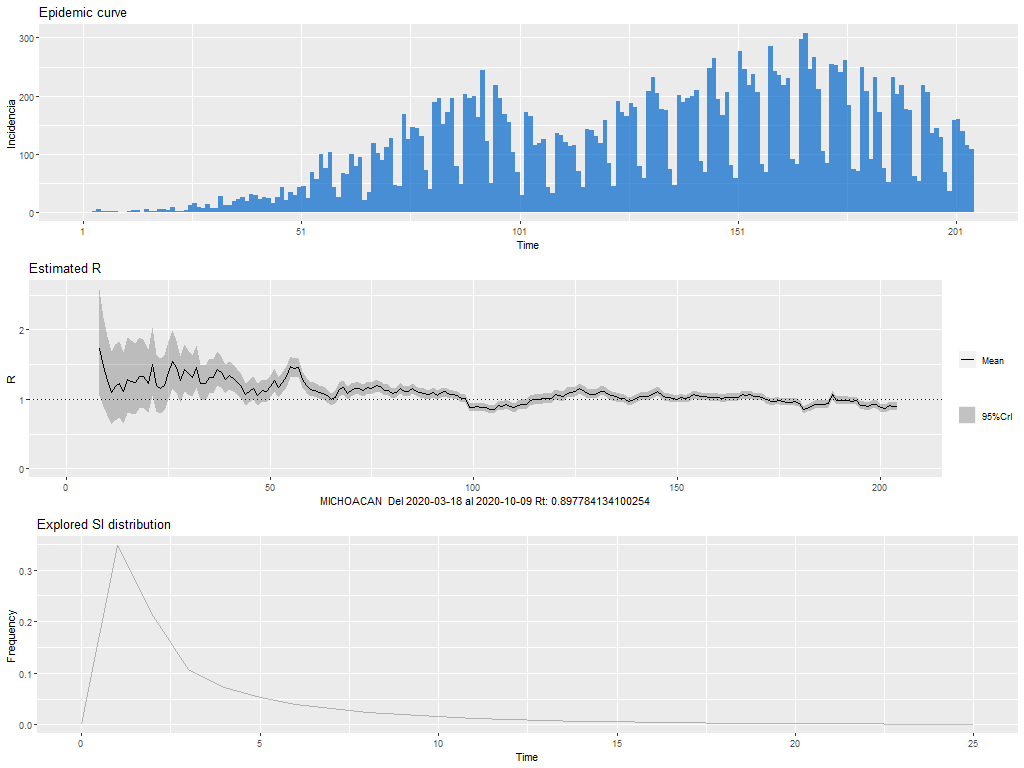 Epidemic curve
300
200
100
0
Incidencia
1 51 101 151 201
Time
Estimated R
2
1
0
R
Mean
95%CrI
0 50 100 150 200
MICHOACAN Del 2020-03-18 al 2020-10-09 Rt: 0.897784134100254
Explored SI distribution
0.3
0.2
0.1
0.0
Frequency
0 5 10 15 20 25
Time